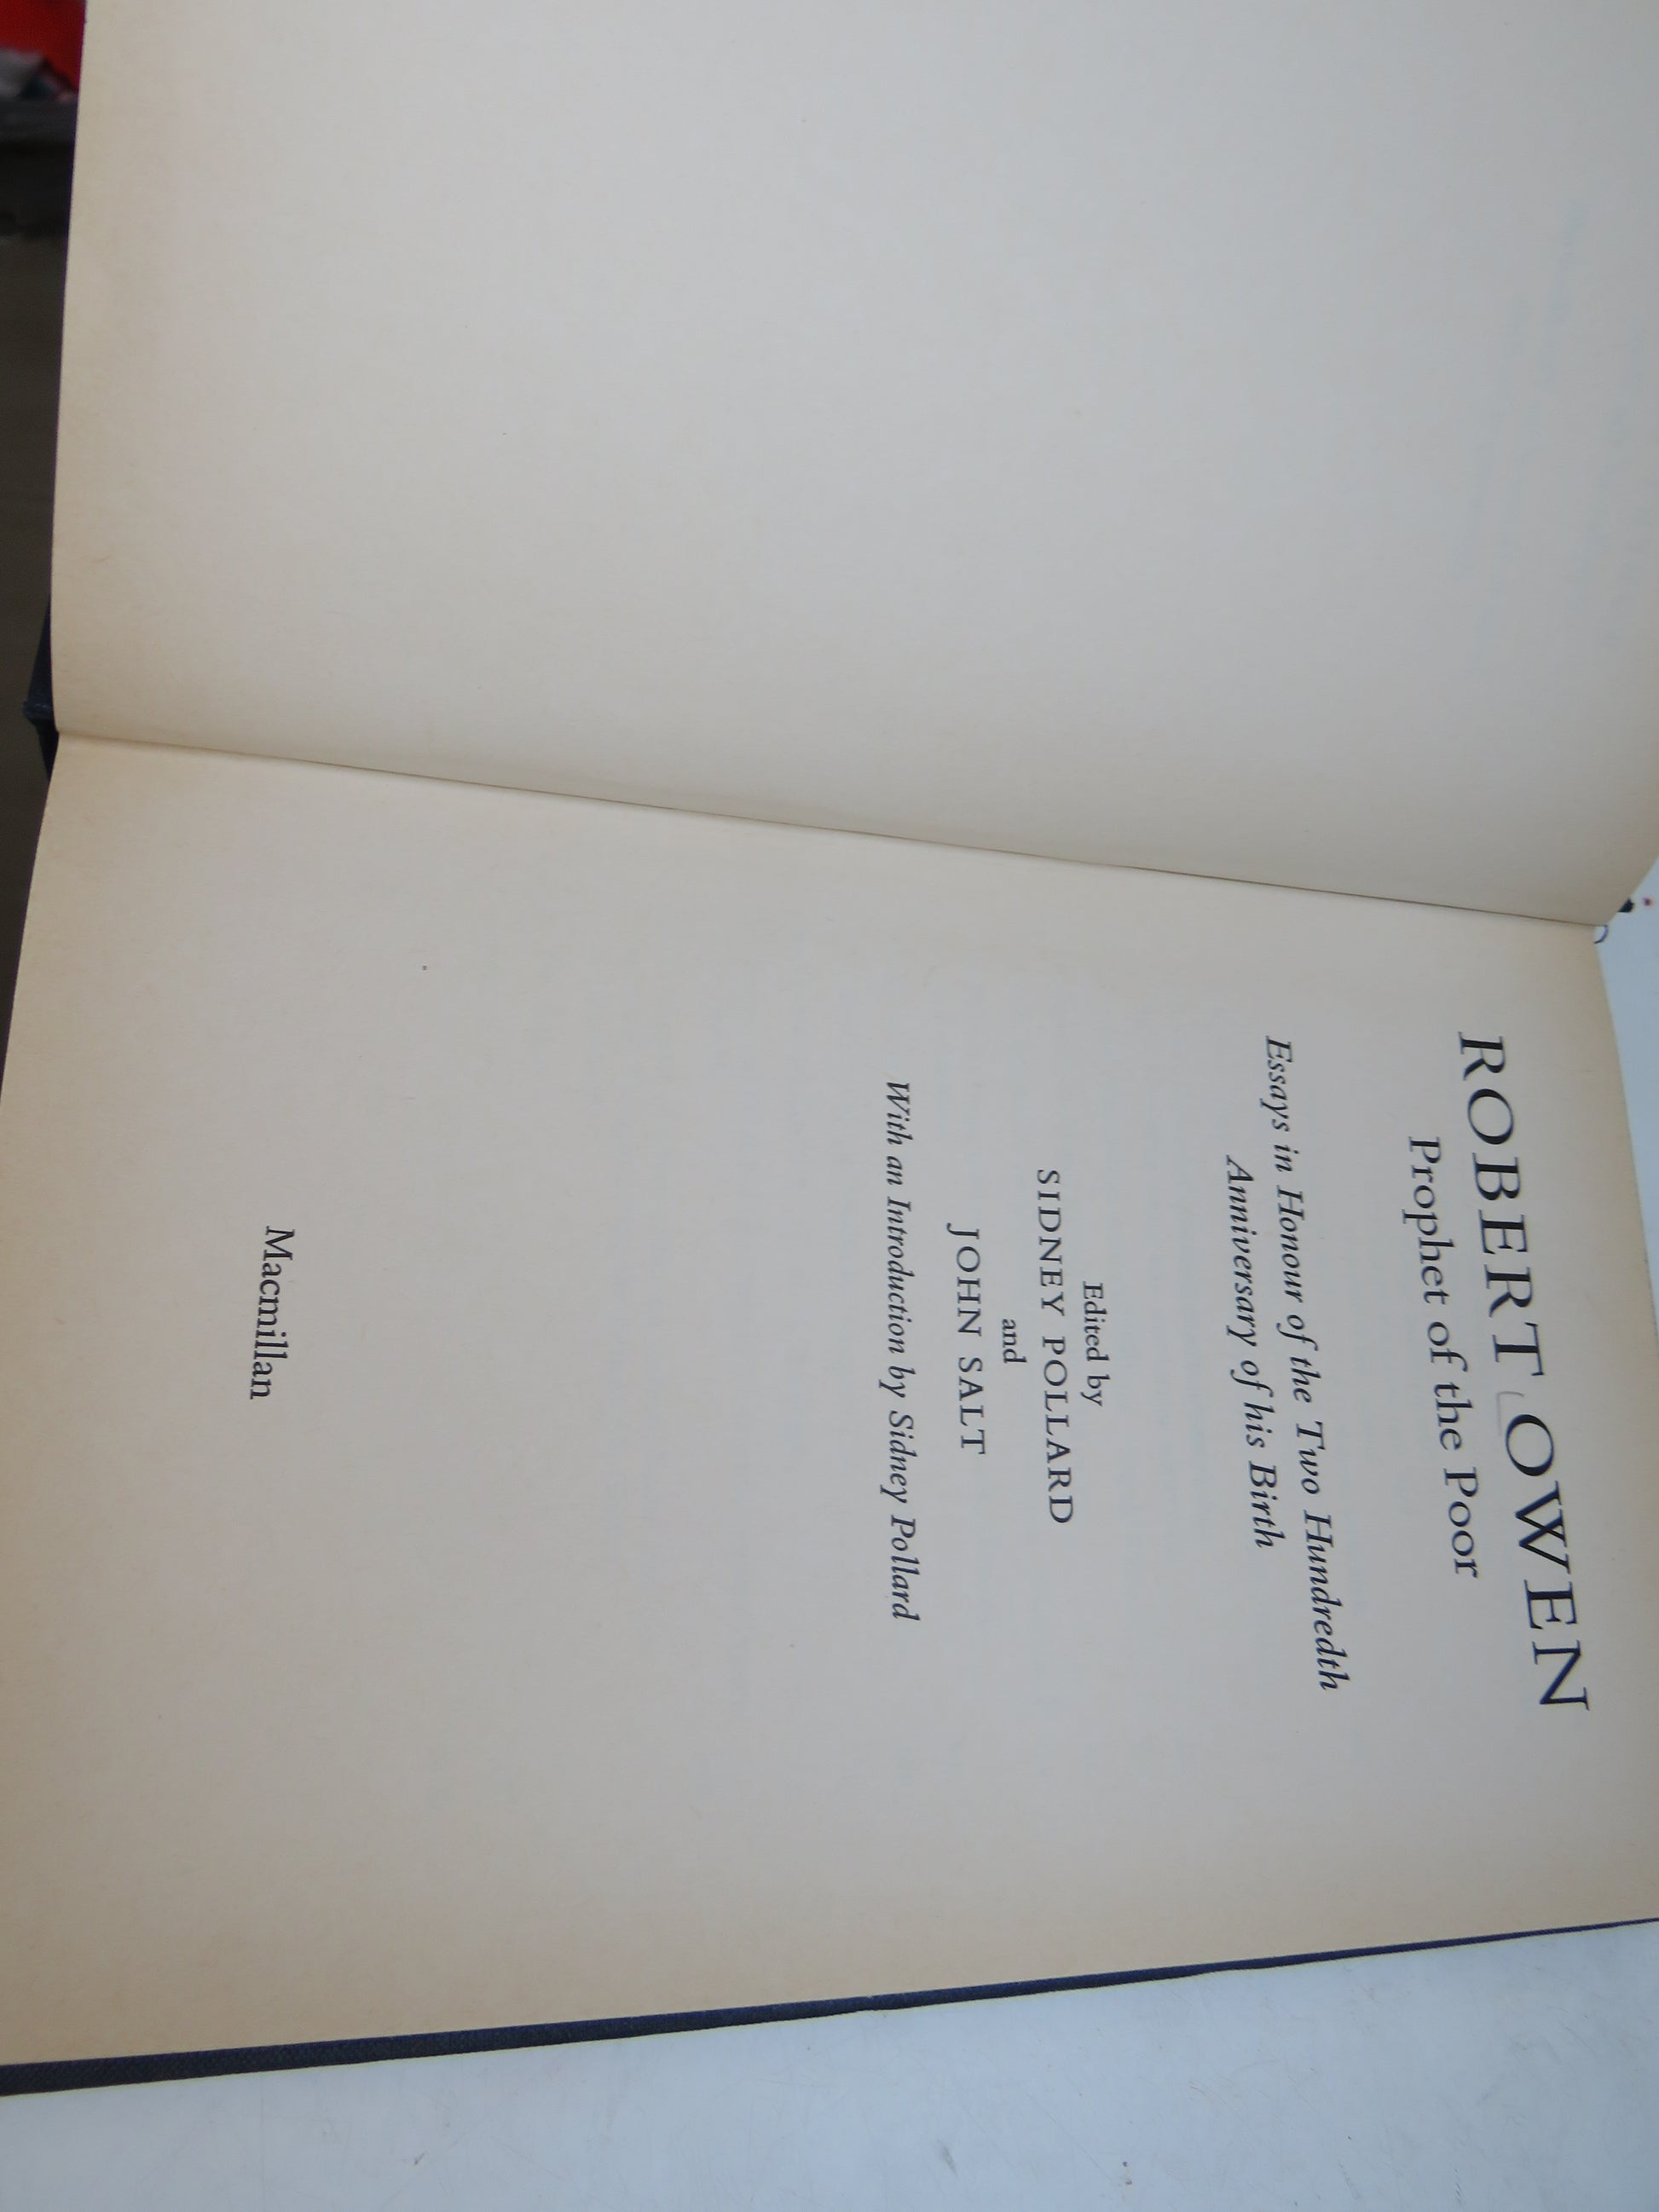 ROBERT OWEN
Prophet of the Poor
Essays in Honour of the Two Hundredth
Anniversary of his Birth
Edited by
SIDNEY POLLARD
and
JOHN SALT
With an Introduction by Sidney Pollard
Macmillan